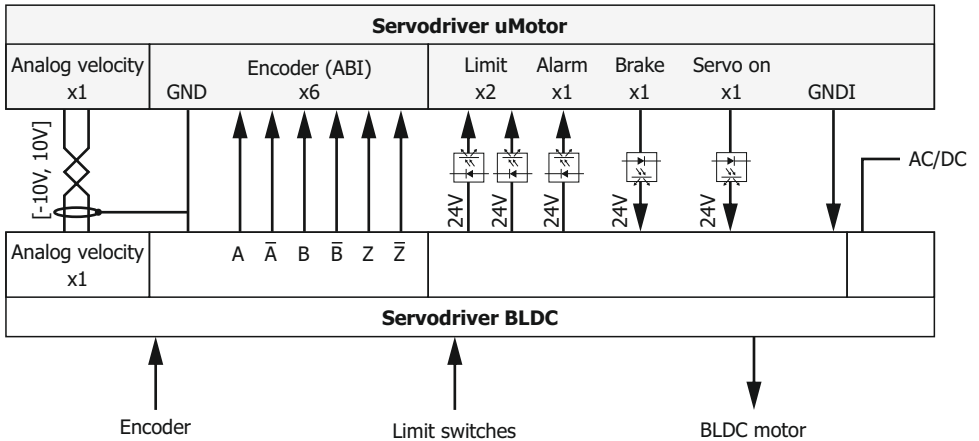 Servodriver uMotor
Analog velocity
x1
GND
Encoder (ABI)
x6
Limit
x2
Alarm
x1
Brake
x1
Servo on
x1
GNDI
[-10V, 10V]
24V
24V
24V
24V
24V
AC/DC
Analog velocity
x1
A A̅ B B̅ Z Z̅
Servodriver BLDC
Encoder
Limit switches
BLDC motor